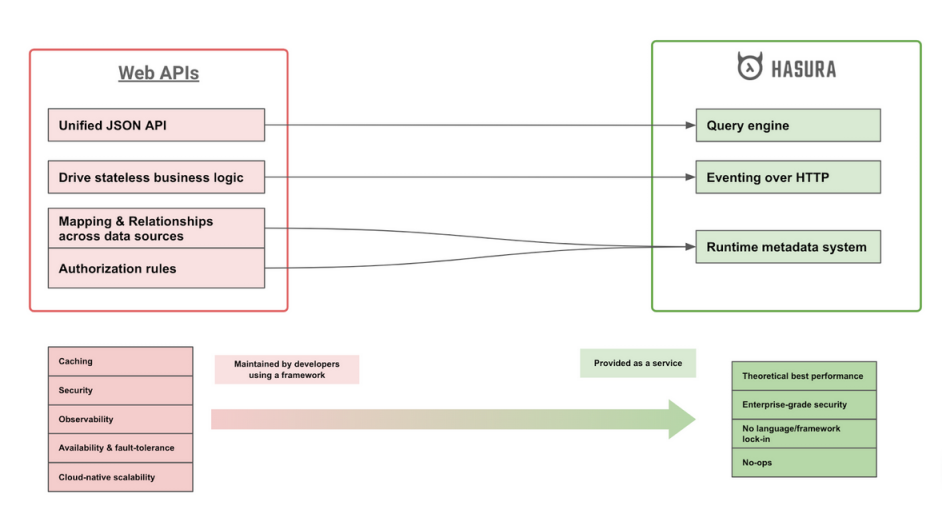 Web APIs
Unified JSON API
Drive stateless business logic
Mapping & Relationships
across data sources
Authorization rules
HASURA
Query engine
Eventing over HTTP
Runtime metadata system
Caching
Security
Observability
Availability & fault-tolerance
Cloud-native scalability
Maintained by developers
using a framework
Provided as a service
Theoretical best performance
Enterprise-grade security
No language/framework
lock-in
No-ops